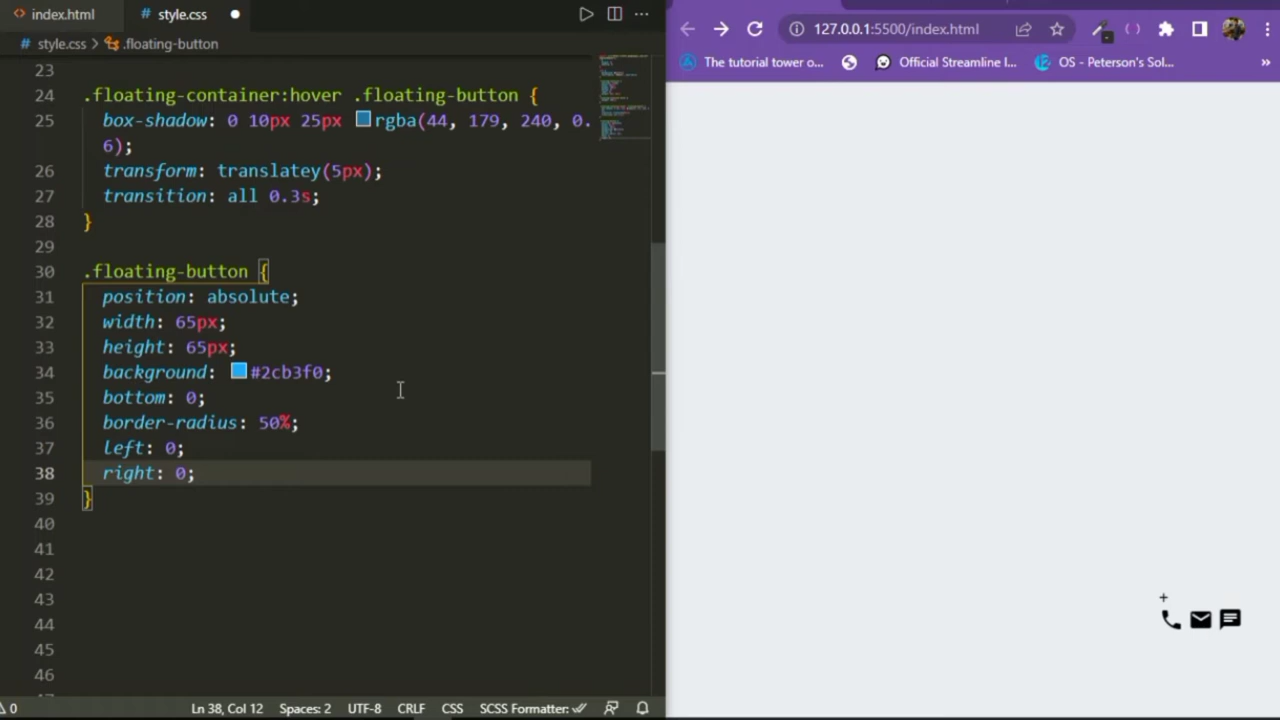 index.html
style.css
style.css > .floating-button
23
24 .floating-container:hover .floating-button {
25 box-shadow: 0 10px 25px rgba(44, 179, 240, 0.
6);
26 transform: translatey(5px);
27 transition: all 0.3s;
28 }
29
30 .floating-button {
31 position: absolute;
32 width: 65px;
33 height: 65px;
34 background: #2cb3f0;
35 bottom: 0;
36 border-radius: 50%;
37 left: 0;
38 right: 0;
39 }
40
41
42
43
44
45
46
0
Ln 38, Col 12
Spaces: 2
UTF-8
CRLF
CSS
SCSS Formatter:
127.0.0.1:5500/index.html
The tutorial tower o...
Official Streamline I...
OS - Peterson's Sol...
»
+